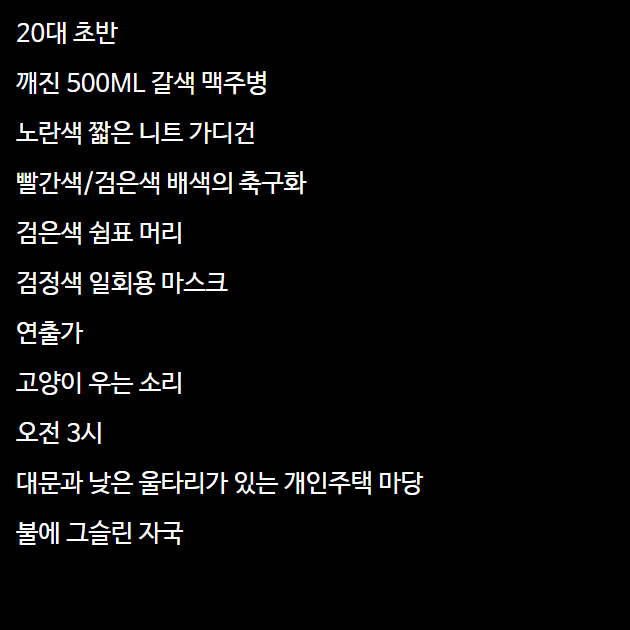 20대 초반
깨진 500ML 갈색 맥주병
노란색 짧은 니트 가디건
빨간색/검은색 배색의 축구화
검은색 쉼표 머리
검정색 일회용 마스크
연출가
고양이 우는 소리
오전 3시
대문과 낮은 울타리가 있는 개인주택 마당
불에 그슬린 자국